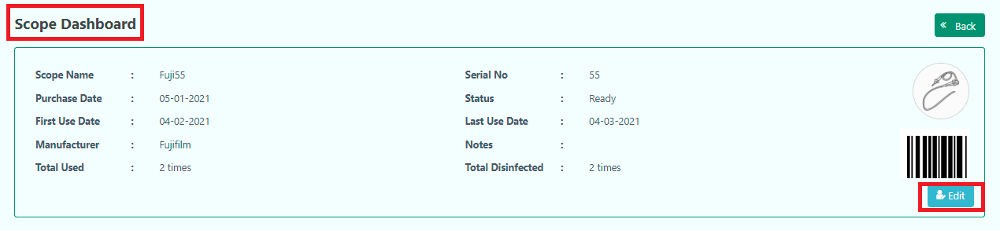 Scope Dashboard
« Back
Scope Name : Fuji55 Serial No : 55
Purchase Date : 05-01-2021 Status : Ready
First Use Date : 04-02-2021 Last Use Date : 04-03-2021
Manufacturer : Fujifilm Notes :
Total Used : 2 times Total Disinfected : 2 times
Edit